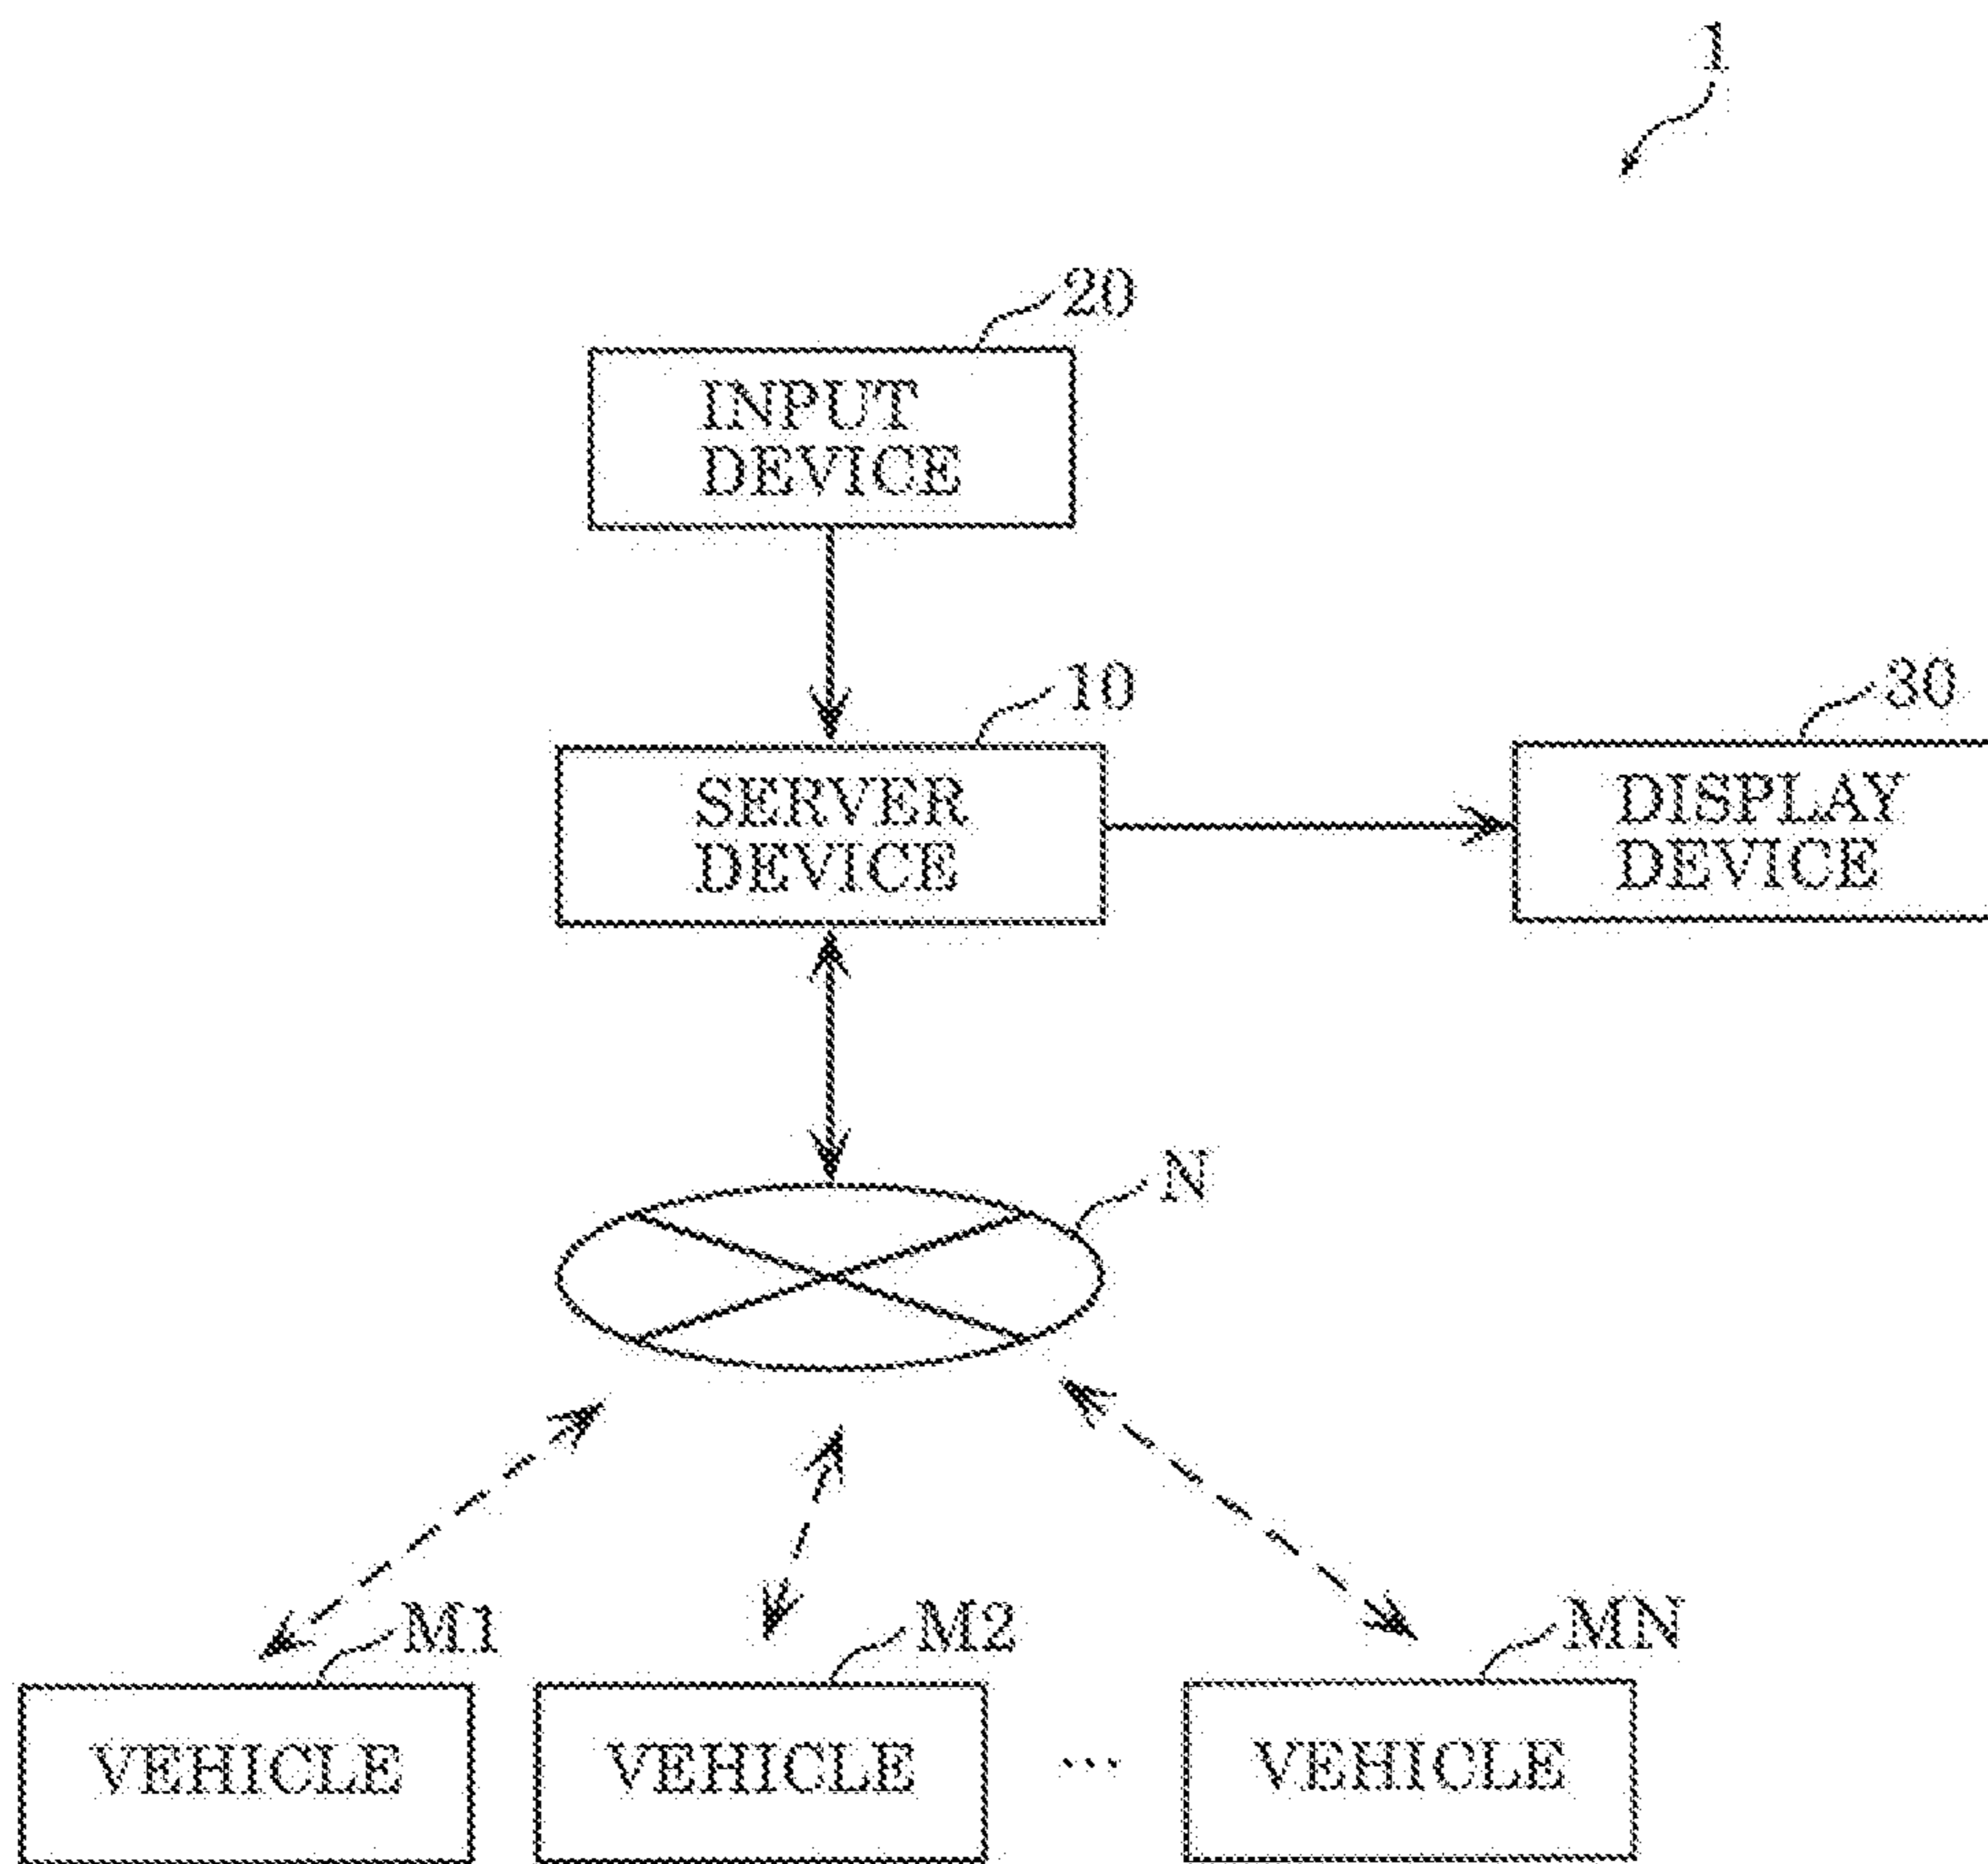 1
20
INPUT
DEVICE
10
SERVER
DEVICE
30
DISPLAY
DEVICE
N
M1
VEHICLE
M2
VEHICLE
...
MN
VEHICLE